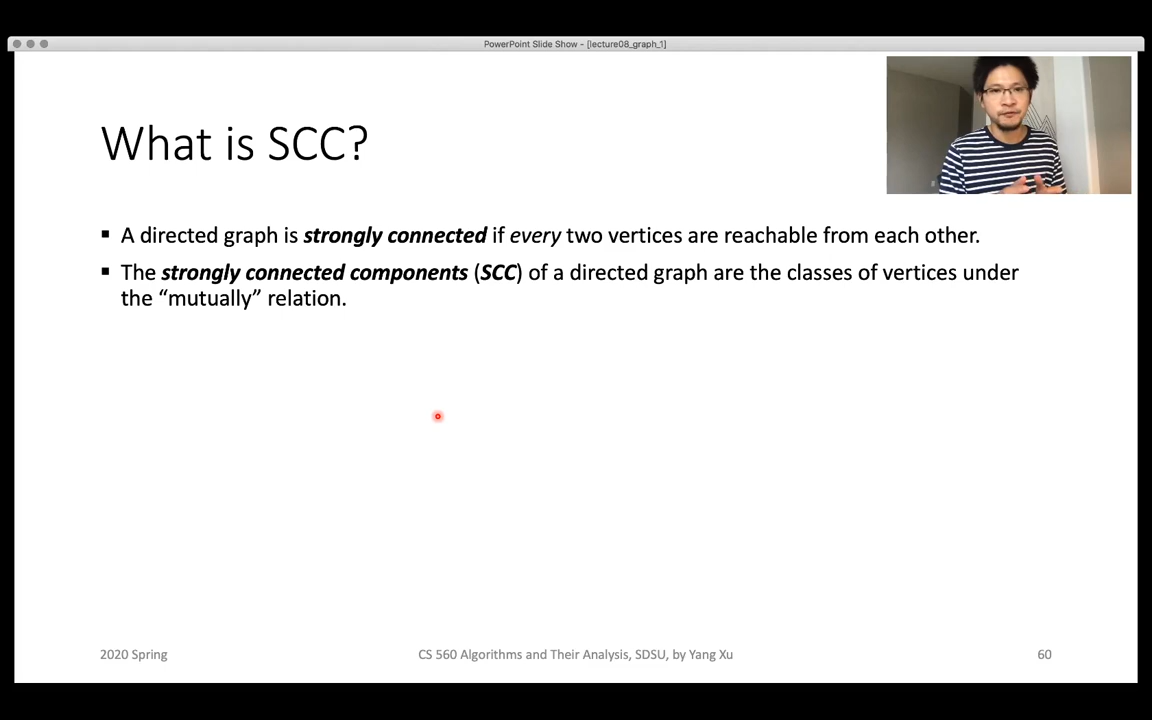 PowerPoint Slide Show - [lecture08_graph_1]
What is SCC?
▪ A directed graph is strongly connected if every two vertices are reachable from each other.
▪ The strongly connected components (SCC) of a directed graph are the classes of vertices under
the “mutually” relation.
2020 Spring
CS 560 Algorithms and Their Analysis, SDSU, by Yang Xu
60